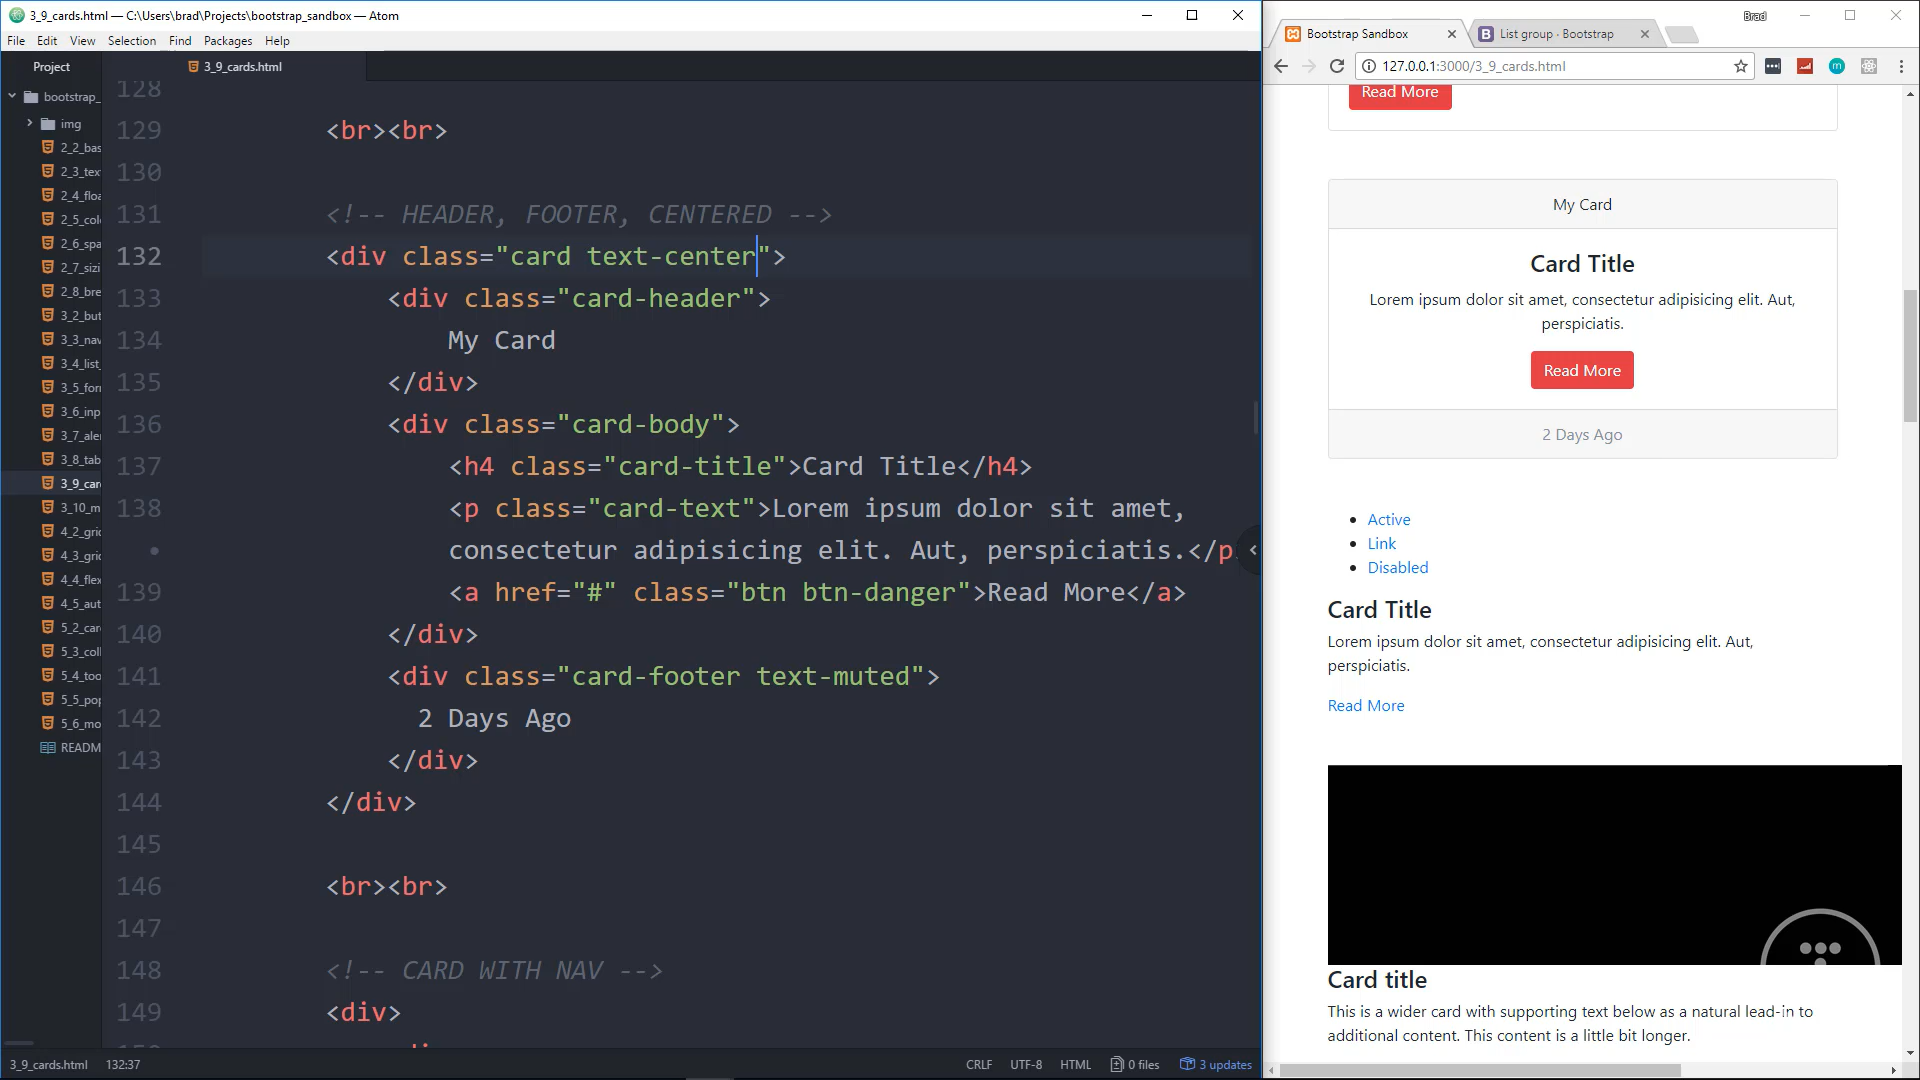 3_9_cards.html — C:\Users\brad\Projects\bootstrap_sandbox — Atom
File Edit View Selection Find Packages Help
Project
bootstrap_
img
2_2_bas
2_3_tex
2_4_floa
2_5_colo
2_6_spa
2_7_sizi
2_8_bre
3_2_but
3_3_nav
3_4_list_
3_5_forr
3_6_inp
3_7_aler
3_8_tab
3_9_car
3_10_m
4_2_gric
4_3_gric
4_4_flex
4_5_aut
5_2_car
5_3_coll
5_4_too
5_5_pop
5_6_mo
READM
3_9_cards.html
128
129 <br><br>
130
131 <!-- HEADER, FOOTER, CENTERED -->
132 <div class="card text-center">
133 <div class="card-header">
134 My Card
135 </div>
136 <div class="card-body">
137 <h4 class="card-title">Card Title</h4>
138 <p class="card-text">Lorem ipsum dolor sit amet,
• consectetur adipisicing elit. Aut, perspiciatis.</p
139 <a href="#" class="btn btn-danger">Read More</a>
140 </div>
141 <div class="card-footer text-muted">
142 2 Days Ago
143 </div>
144 </div>
145
146 <br><br>
147
148 <!-- CARD WITH NAV -->
149 <div>
3_9_cards.html 132:37 CRLF UTF-8 HTML 0 files 3 updates
Brad
Bootstrap Sandbox
List group · Bootstrap
127.0.0.1:3000/3_9_cards.html
Read More
My Card
Card Title
Lorem ipsum dolor sit amet, consectetur adipisicing elit. Aut,
perspiciatis.
Read More
2 Days Ago
Active
Link
Disabled
Card Title
Lorem ipsum dolor sit amet, consectetur adipisicing elit. Aut,
perspiciatis.
Read More
Card title
This is a wider card with supporting text below as a natural lead-in to
additional content. This content is a little bit longer.